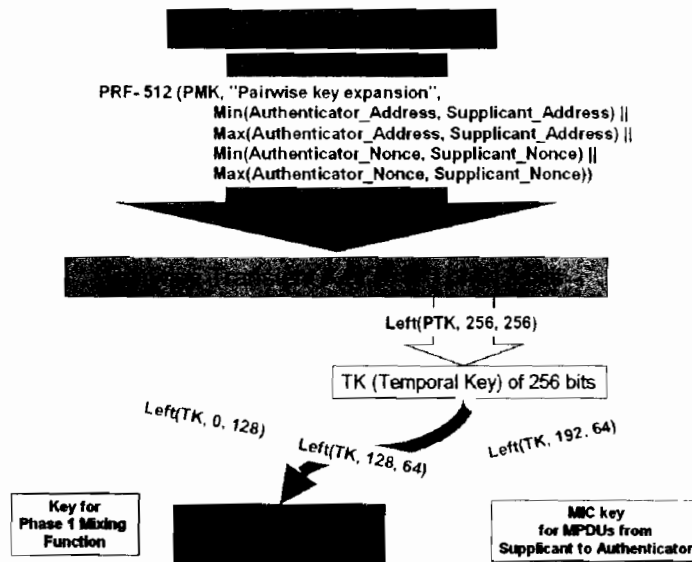 PRF-512 (PMK, "Pairwise key expansion",
Min(Authenticator_Address, Supplicant_Address) ||
Max(Authenticator_Address, Supplicant_Address) ||
Min(Authenticator_Nonce, Supplicant_Nonce) ||
Max(Authenticator_Nonce, Supplicant_Nonce))
Left(PTK, 256, 256)
TK (Temporal Key) of 256 bits
Left(TK, 0, 128)
Left(TK, 128, 64)
Left(TK, 192, 64)
Key for
Phase 1 Mixing
Function
MIC key
for MPDUs from
Supplicant to Authenticator